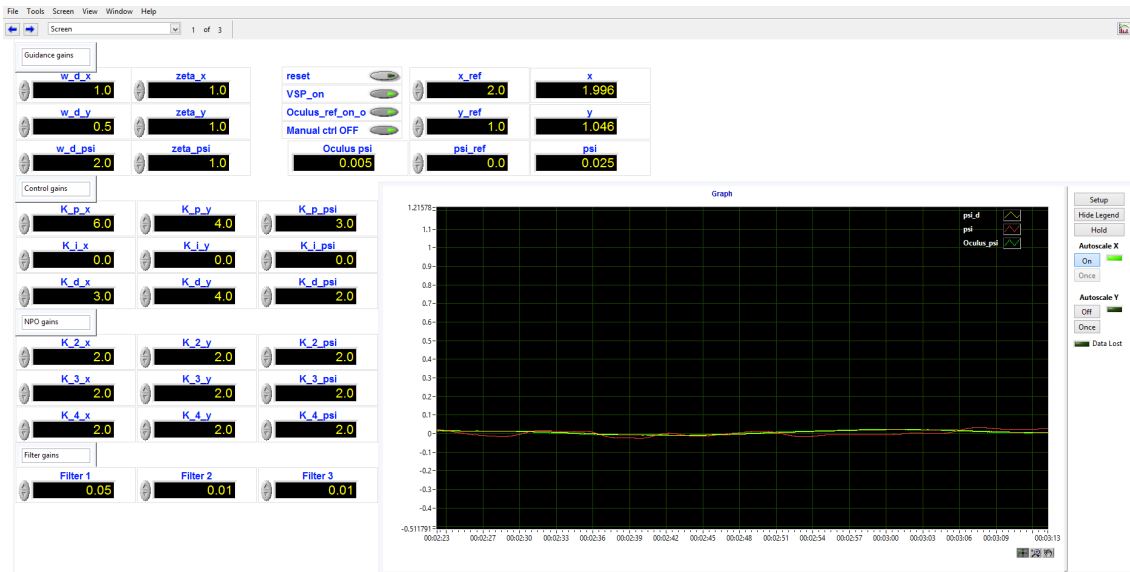 File Tools Screen View Window Help
Screen 1 of 3
Guidance gains
w_d_x zeta_x reset x_ref x
1.0 1.0 VSP_on 2.0 1.996
w_d_y zeta_y Oculus_ref_on_o y_ref y
0.5 1.0 Manual ctrl OFF 1.0 1.046
w_d_psi zeta_psi Oculus psi psi_ref psi
2.0 1.0 0.005 0.0 0.025
Control gains
K_p_x K_p_y K_p_psi
6.0 4.0 3.0
K_i_x K_i_y K_i_psi
0.0 0.0 0.0
K_d_x K_d_y K_d_psi
3.0 4.0 2.0
NPO gains
K_2_x K_2_y K_2_psi
2.0 2.0 2.0
K_3_x K_3_y K_3_psi
2.0 2.0 2.0
K_4_x K_4_y K_4_psi
2.0 2.0 2.0
Filter gains
Filter 1 Filter 2 Filter 3
0.05 0.01 0.01
Graph
1.21578
1.1
1
0.9
0.8
0.7
0.6
0.5
0.4
0.3
0.2
0.1
0
-0.1
-0.2
-0.3
-0.4
-0.511791
00:02:23 00:02:27 00:02:30 00:02:33 00:02:36 00:02:39 00:02:42 00:02:45 00:02:48 00:02:51 00:02:54 00:02:57 00:03:00 00:03:03 00:03:06 00:03:09 00:03:13
psi_d
psi
Oculus_psi
Setup
Hide Legend
Hold
Autoscale X
On
Once
Autoscale Y
Off
Once
Data Lost